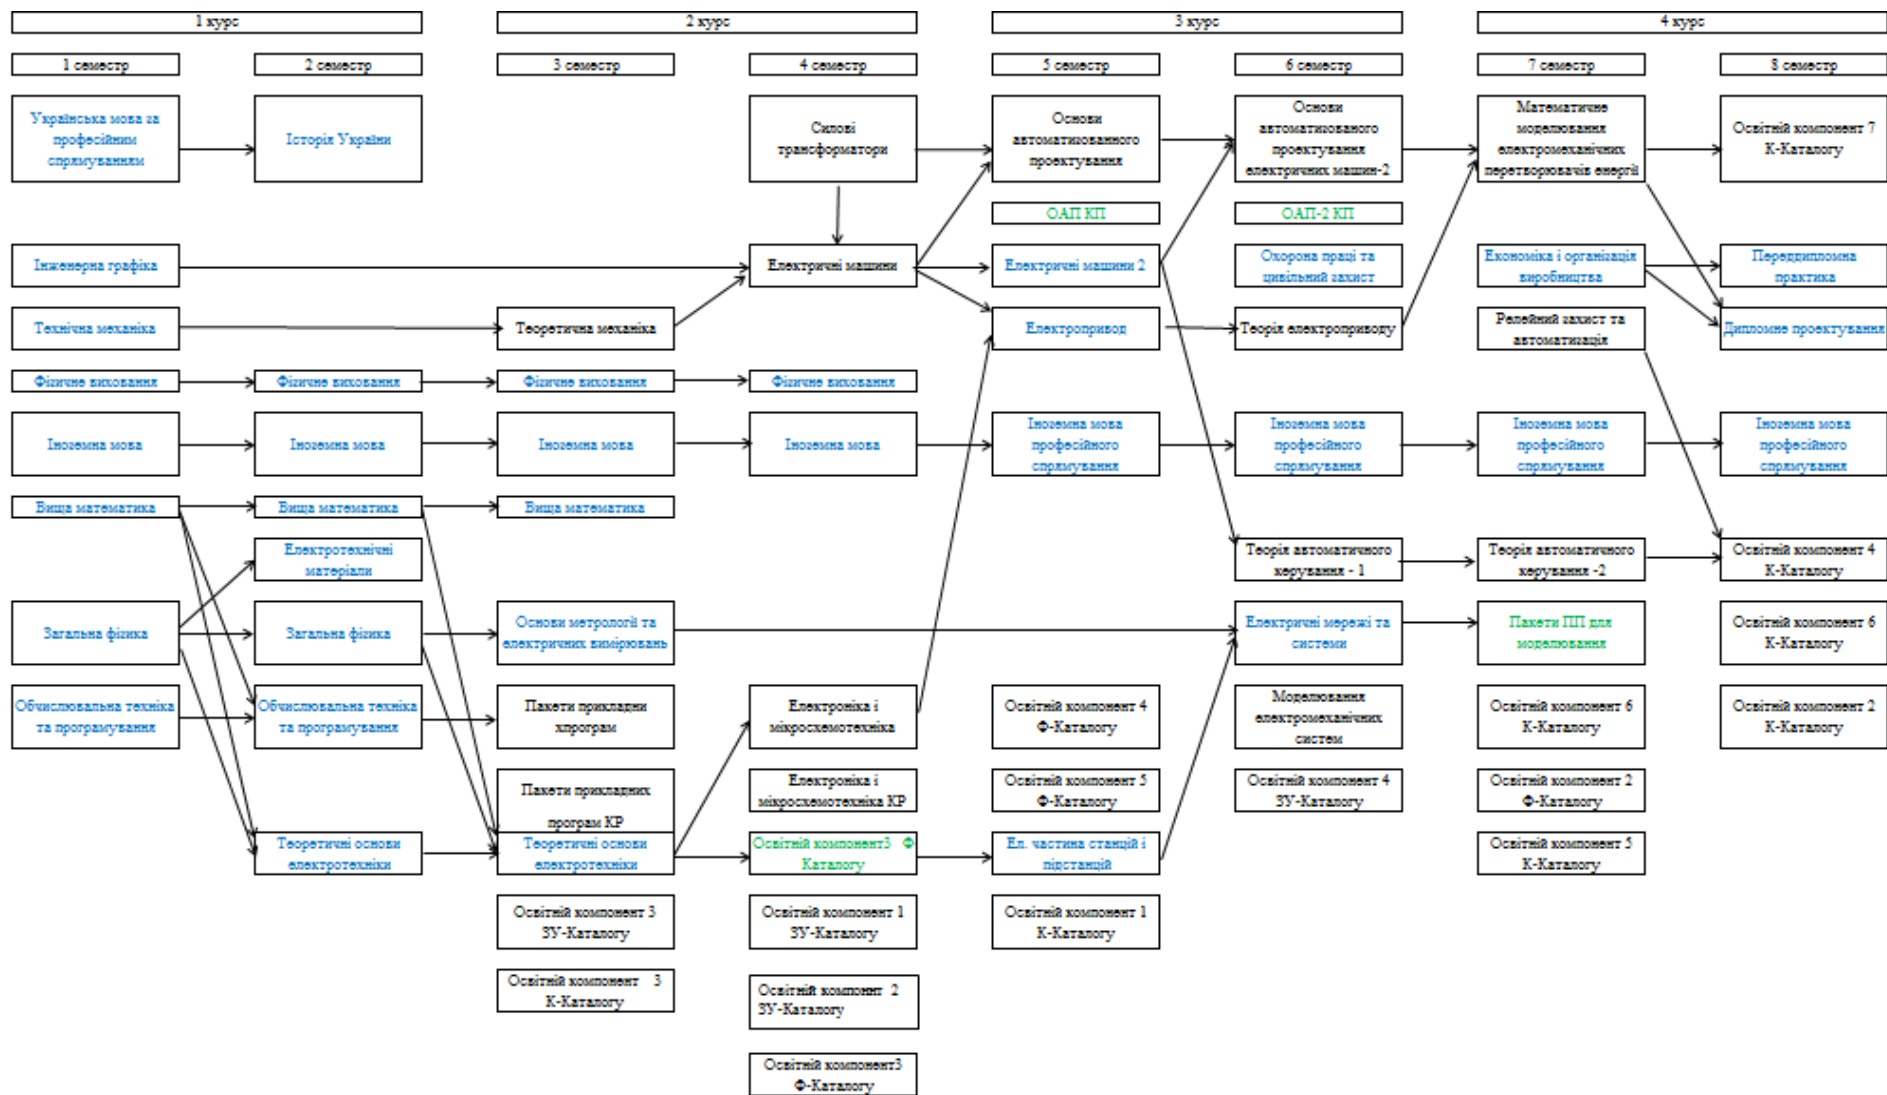 1 курс
2 курс
3 курс
4 курс
1 семестр
2 семестр
3 семестр
4 семестр
5 семестр
6 семестр
7 семестр
8 семестр
Українська мова за
професійним
спрямуванням
Історія України
Силові
трансформатори
Основи
автоматизованного
проектування
Основи
автоматизованого
проектування
електричних машин-2
Математичне
моделювання
електромеханічних
перетворювачів енергії
Освітній компонент 7
К-Каталогу
ОАП КП
ОАП-2 КП
Інженерна графіка
Електричні машини
Електричні машини 2
Охорона праці та
цивільний захист
Економіка і організація
виробництва
Переддипломна
практика
Технічна механіка
Теоретична механіка
Електропривод
Теорія електроприводу
Релейний захист та
автоматизація
Дипломне проектування
Фізичне виховання
Фізичне виховання
Фізичне виховання
Фізичне виховання
Іноземна мова
Іноземна мова
Іноземна мова
Іноземна мова
Іноземна мова
професійного
спрямування
Іноземна мова
професійного
спрямування
Іноземна мова
професійного
спрямування
Іноземна мова
професійного
спрямування
Вища математика
Вища математика
Вища математика
Електротехнічні
матеріали
Теорія автоматичного
керування - 1
Теорія автоматичного
керування -2
Освітній компонент 4
К-Каталогу
Загальна фізика
Загальна фізика
Основи метрології та
електричних вимірювань
Електричні мережі та
системи
Пакети ПП для
моделювання
Освітній компонент 6
К-Каталогу
Обчислювальна техніка
та програмування
Обчислювальна техніка
та програмування
Пакети прикладни
хпрограм
Електроніка і
мікросхемотехніка
Освітній компонент 4
Ф-Каталогу
Моделювання
електромеханічних
систем
Освітній компонент 6
К-Каталогу
Освітній компонент 2
К-Каталогу
Пакети прикладних
програм КР
Електроніка і
мікросхемотехніка КР
Освітній компонент 5
Ф-Каталогу
Освітній компонент 4
ЗУ-Каталогу
Освітній компонент 2
Ф-Каталогу
Теоретичні основи
електротехніки
Теоретичні основи
електротехніки
Освітній компонент3 Ф
Каталогу
Ел. частина станцій і
підстанцій
Освітній компонент 5
К-Каталогу
Освітній компонент 3
ЗУ-Каталогу
Освітній компонент 1
ЗУ-Каталогу
Освітній компонент 1
К-Каталогу
Освітній компонент 3
К-Каталогу
Освітній компоннт 2
ЗУ-Каталогу
Освітній компонент3
Ф-Каталогу